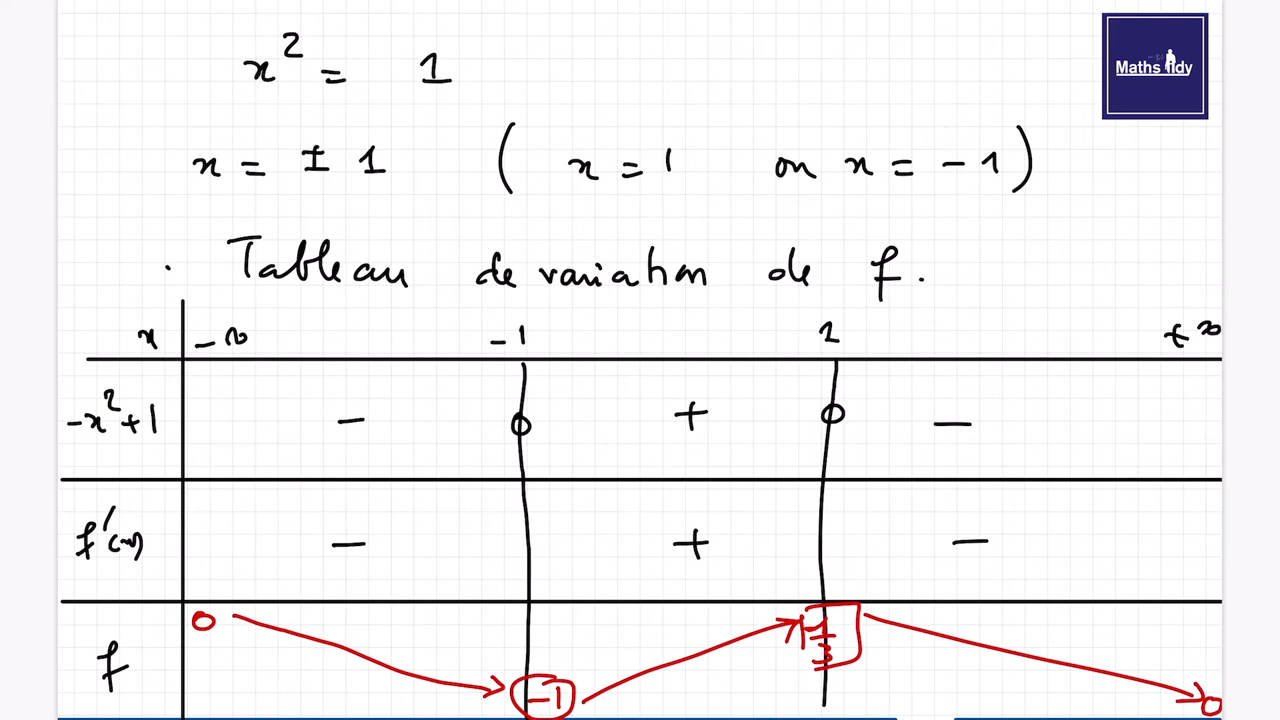 x² = 1
Maths Indy
x = ± 1 ( x = 1 ou x = -1 )
. Tableau de variation de f.
x -∞ -1 1 +∞
-x²+1 - 0 + 0 -
f'(x) - + -
0 1/3
f -1 0